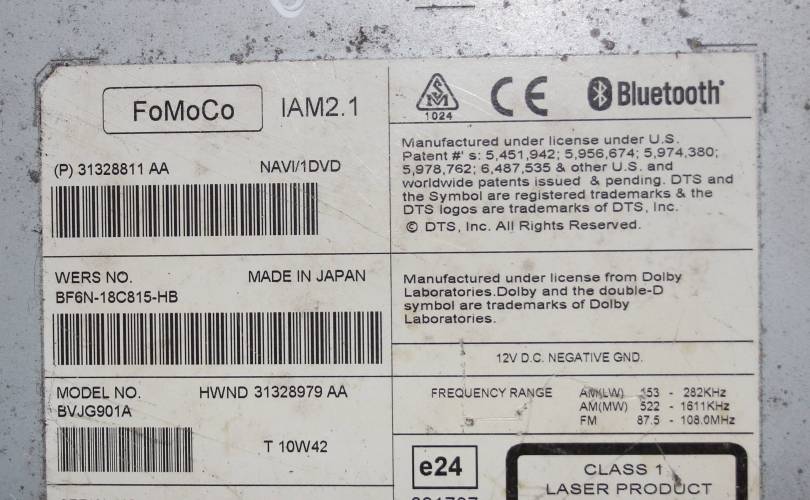 FoMoCo IAM2.1
(P) 31328811 AA NAVI/1DVD
WERS NO. MADE IN JAPAN
BF6N-18C815-HB
MODEL NO. HWND 31328979 AA
BVJG901A
T 10W42
1024
CE Bluetooth
Manufactured under license under U.S.
Patent #' s: 5,451,942; 5,956,674; 5,974,380;
5,978,762; 6,487,535 & other U.S. and
worldwide patents issued & pending. DTS and
the Symbol are registered trademarks & the
DTS logos are trademarks of DTS, Inc.
© DTS, Inc. All Rights Reserved.
Manufactured under license from Dolby
Laboratories.Dolby and the double-D
symbol are trademarks of Dolby
Laboratories.
12V D.C. NEGATIVE GND.
FREQUENCY RANGE AM(LW) 153 - 282KHz
AM(MW) 522 - 1611KHz
FM 87.5 - 108.0MHz
e24
CLASS 1
LASER PRODUCT